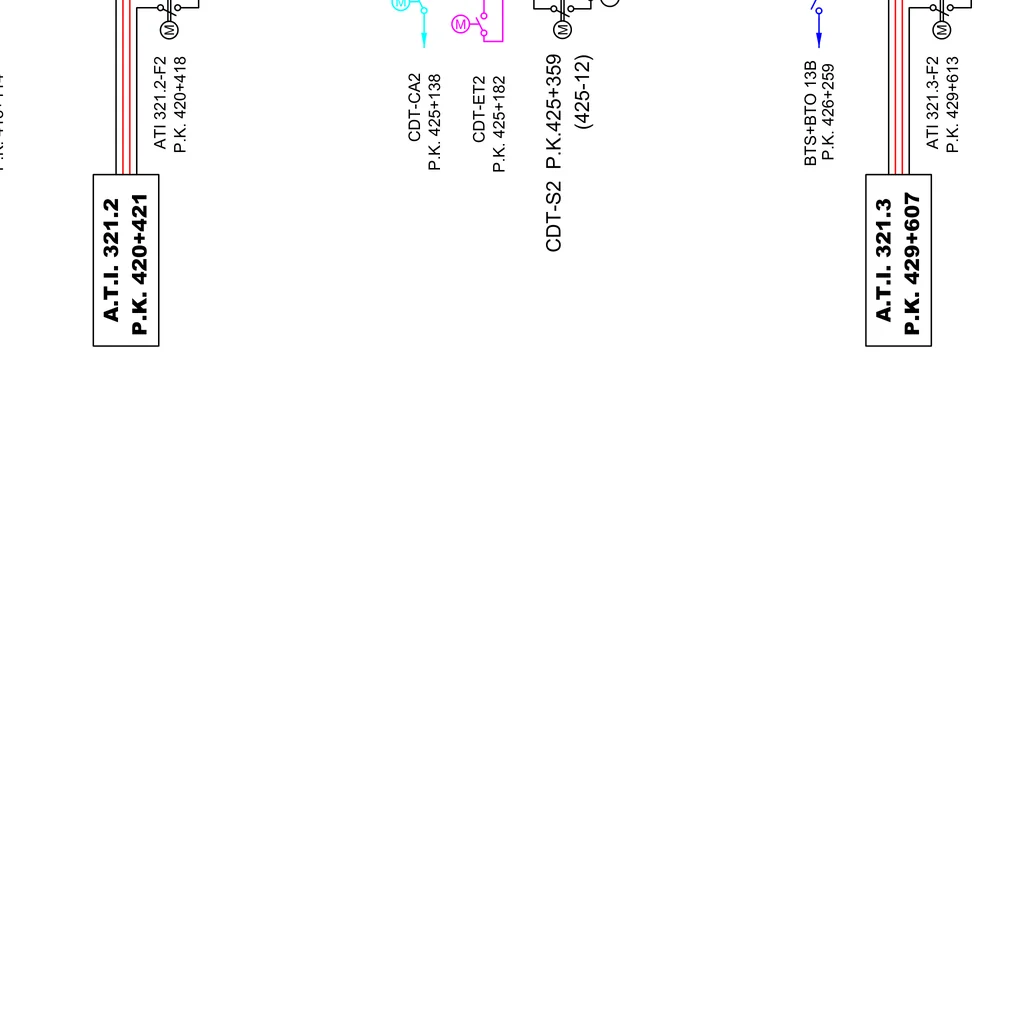 M
ATI 321.2-F2
P.K. 420+418
A.T.I. 321.2
P.K. 420+421
M
CDT-CA2
P.K. 425+138
M
CDT-ET2
P.K. 425+182
M
CDT-S2 P.K.425+359
(425-12)
BTS+BTO 13B
P.K. 426+259
M
ATI 321.3-F2
P.K. 429+613
A.T.I. 321.3
P.K. 429+607